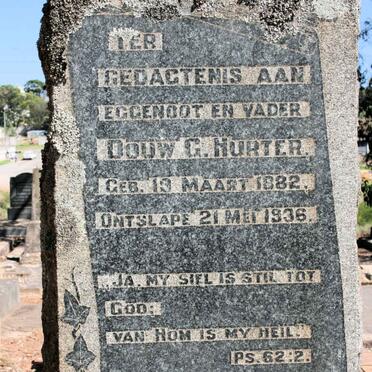 TER
GEDACTENIS AAN
EGGENOOT EN VADER
DOUW G. HURTER.
GEB. 19 MAART 1882.
ONTSLAPE 21 MEI 1936.
"JA, MY SIEL IS STIL TOT
GOD;
VAN HOM IS MY HEIL."
PS. 62:2.